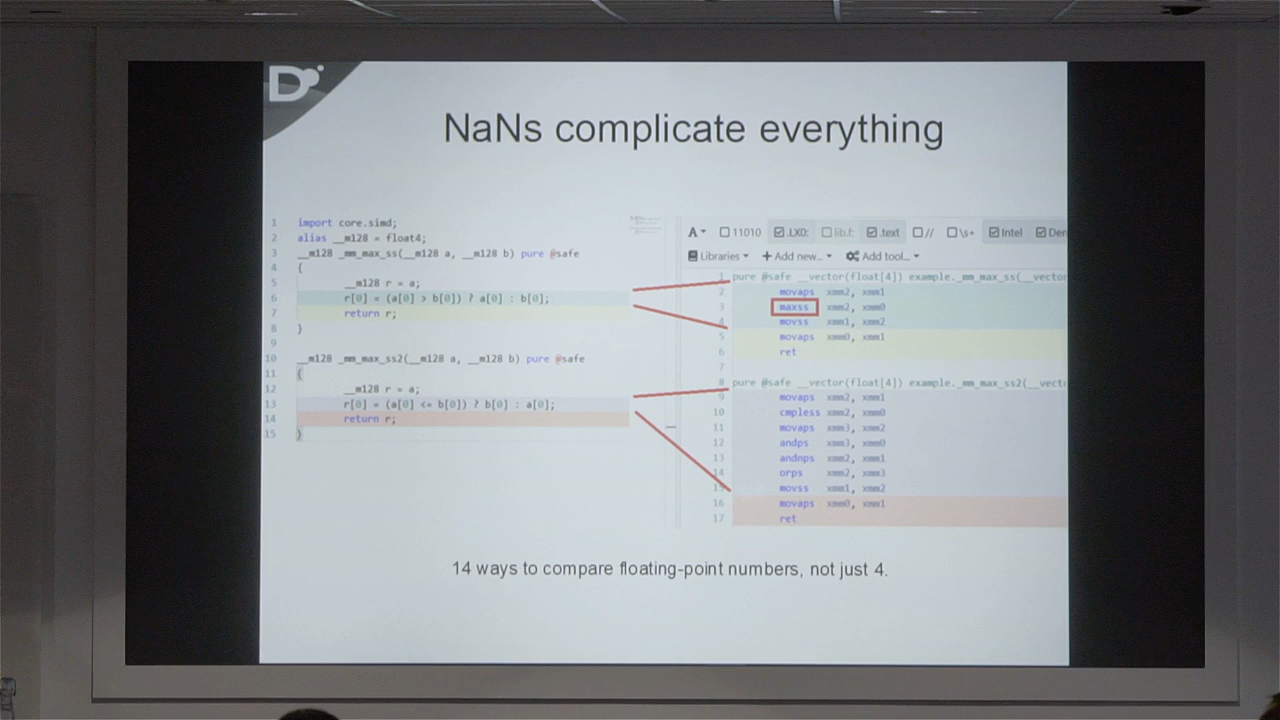 D
NaNs complicate everything
1 import core.simd;
2 alias __m128 = float4;
3 __m128 _mm_max_ss(__m128 a, __m128 b) pure @safe
4 {
5 __m128 r = a;
6 r[0] = (a[0] > b[0]) ? a[0] : b[0];
7 return r;
8 }
9
10 __m128 _mm_max_ss2(__m128 a, __m128 b) pure @safe
11 {
12 __m128 r = a;
13 r[0] = (a[0] <= b[0]) ? b[0] : a[0];
14 return r;
15 }
A 11010 .LX0: lib.f: .text // \s+ Intel Dem
Libraries + Add new... Add tool...
1 pure @safe __vector(float[4]) example._mm_max_ss(__vector
2 movaps xmm2, xmm1
3 maxss xmm2, xmm0
4 movss xmm1, xmm2
5 movaps xmm0, xmm1
6 ret
7
8 pure @safe __vector(float[4]) example._mm_max_ss2(__vecto
9 movaps xmm2, xmm1
10 cmpless xmm2, xmm0
11 movaps xmm3, xmm2
12 andps xmm3, xmm0
13 andnps xmm2, xmm1
14 orps xmm2, xmm3
15 movss xmm1, xmm2
16 movaps xmm0, xmm1
17 ret
14 ways to compare floating-point numbers, not just 4.